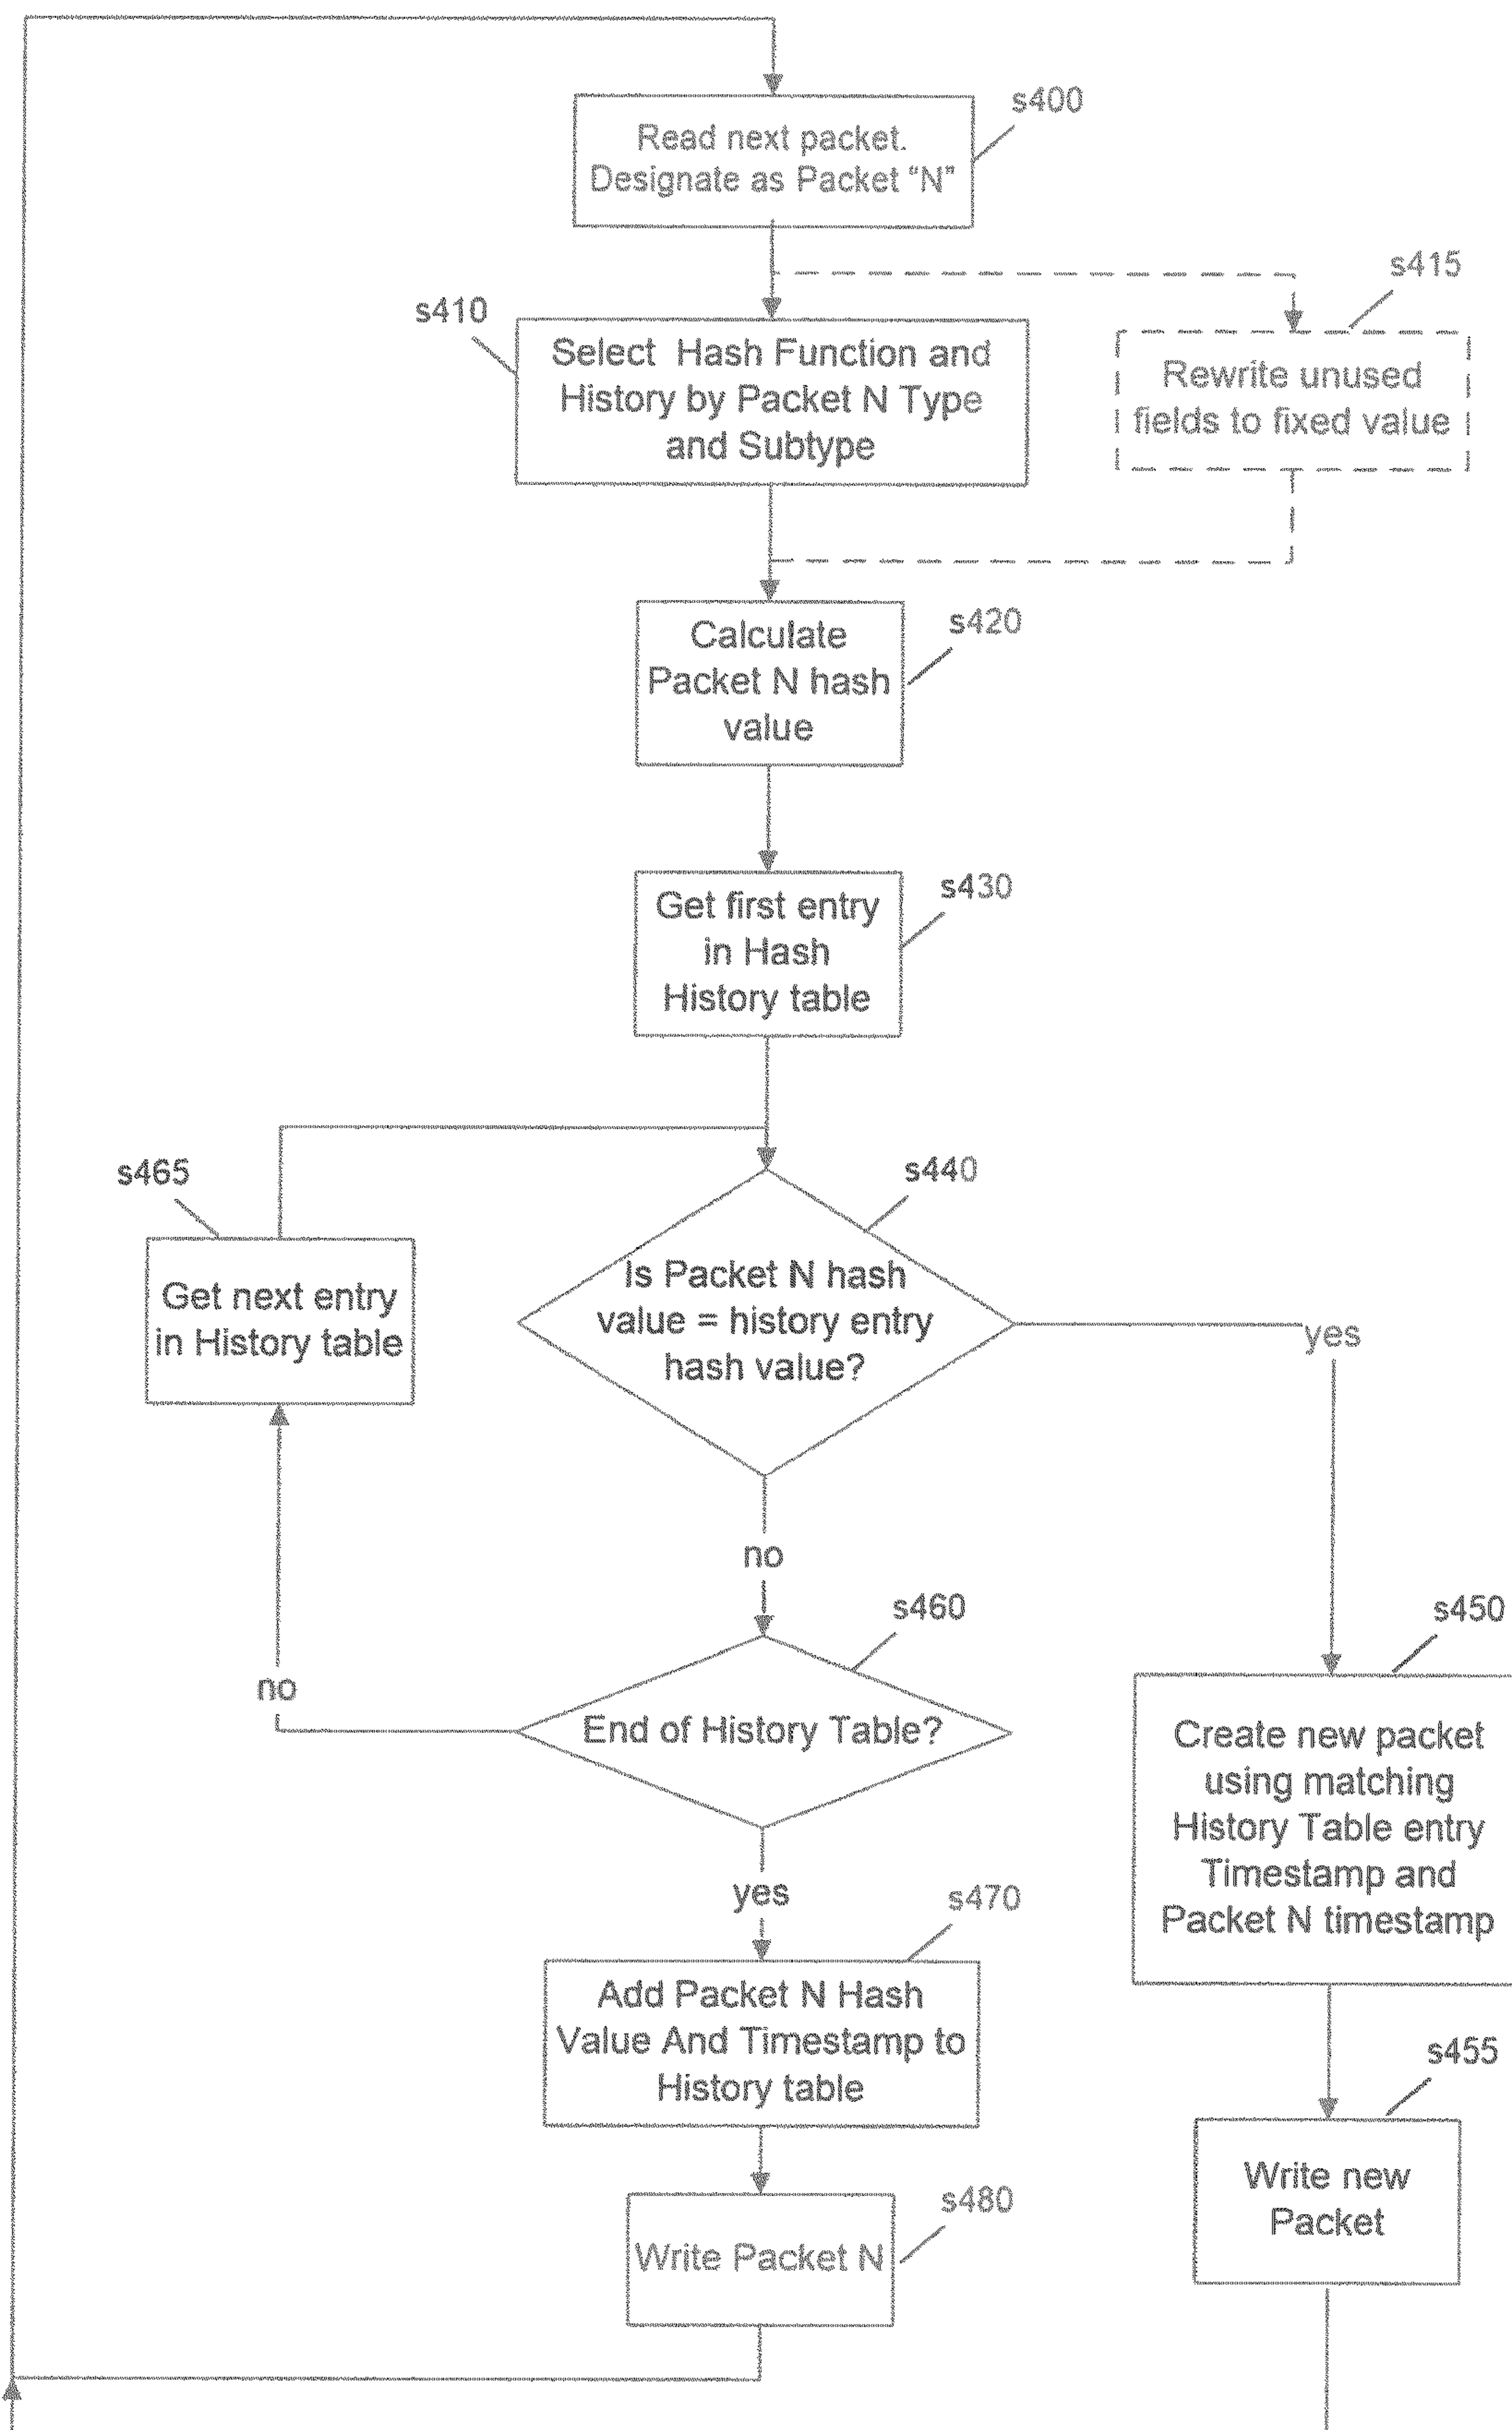 s400
Read next packet.
Designate as Packet “N”
s415
s410
Select Hash Function and
History by Packet N Type
and Subtype
Rewrite unused
fields to fixed value
s420
Calculate
Packet N hash
value
s430
Get first entry
in Hash
History table
s465
s440
Get next entry
in History table
Is Packet N hash
value = history entry
hash value?
yes
no
s460
s450
no
End of History Table?
Create new packet
using matching
History Table entry
Timestamp and
Packet N timestamp
yes
s470
Add Packet N Hash
Value And Timestamp to
History table
s455
Write new
Packet
s480
Write Packet N